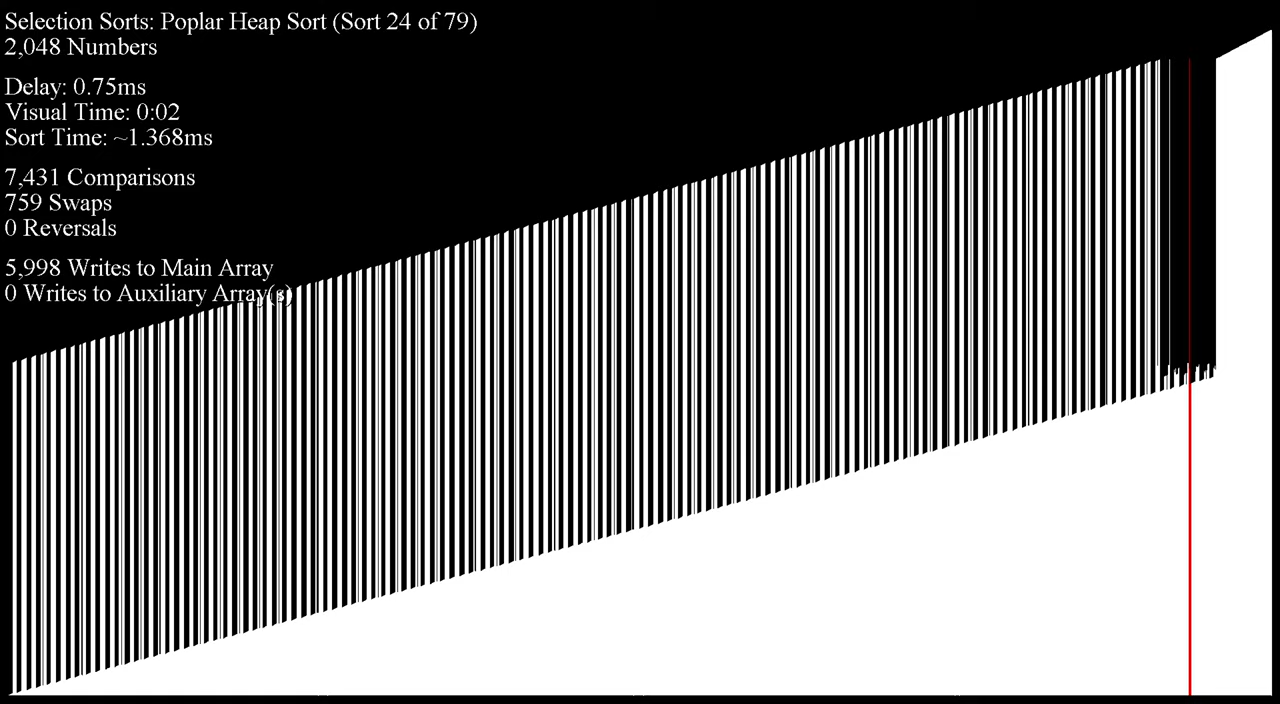 Selection Sorts: Poplar Heap Sort (Sort 24 of 79)
2,048 Numbers
Delay: 0.75ms
Visual Time: 0:02
Sort Time: ~1.368ms
7,431 Comparisons
759 Swaps
0 Reversals
5,998 Writes to Main Array
0 Writes to Auxiliary Array(s)